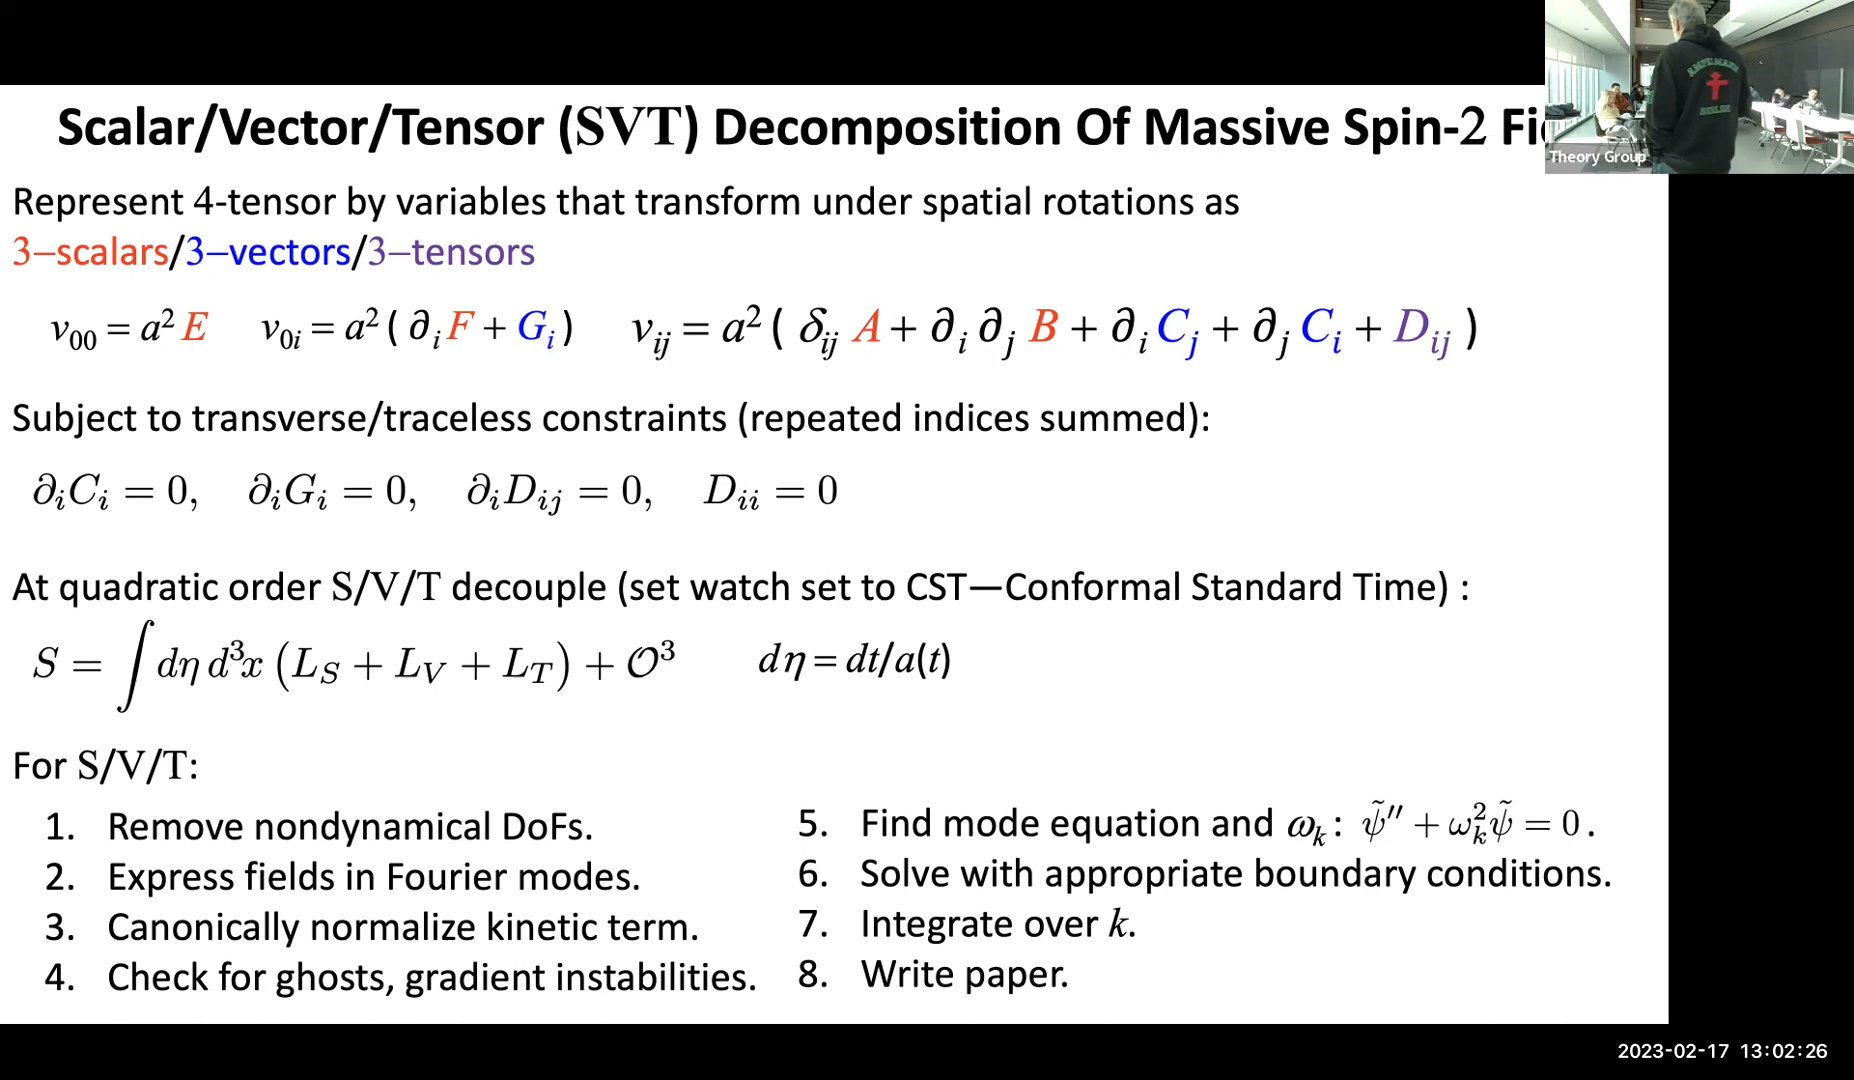 Scalar/Vector/Tensor (SVT) Decomposition Of Massive Spin-2 Fi
AMPELMANN
BERLIN
Theory Group
Represent 4-tensor by variables that transform under spatial rotations as
3–scalars/3–vectors/3–tensors
v₀₀ = a² E   v₀ᵢ = a² ( ∂ᵢ F + Gᵢ )   vᵢⱼ = a² ( δᵢⱼ A + ∂ᵢ ∂ⱼ B + ∂ᵢ Cⱼ + ∂ⱼ Cᵢ + Dᵢⱼ )
Subject to transverse/traceless constraints (repeated indices summed):
∂ᵢCᵢ = 0,   ∂ᵢGᵢ = 0,   ∂ᵢDᵢⱼ = 0,   Dᵢᵢ = 0
At quadratic order S/V/T decouple (set watch set to CST—Conformal Standard Time) :
S = ∫ dη d³x (L_S + L_V + L_T) + 𝒪³   dη = dt/a(t)
For S/V/T:
1. Remove nondynamical DoFs.
2. Express fields in Fourier modes.
3. Canonically normalize kinetic term.
4. Check for ghosts, gradient instabilities.
5. Find mode equation and ωₖ: ψ̃″ + ωₖ²ψ̃ = 0 .
6. Solve with appropriate boundary conditions.
7. Integrate over k.
8. Write paper.
2023-02-17 13:02:26